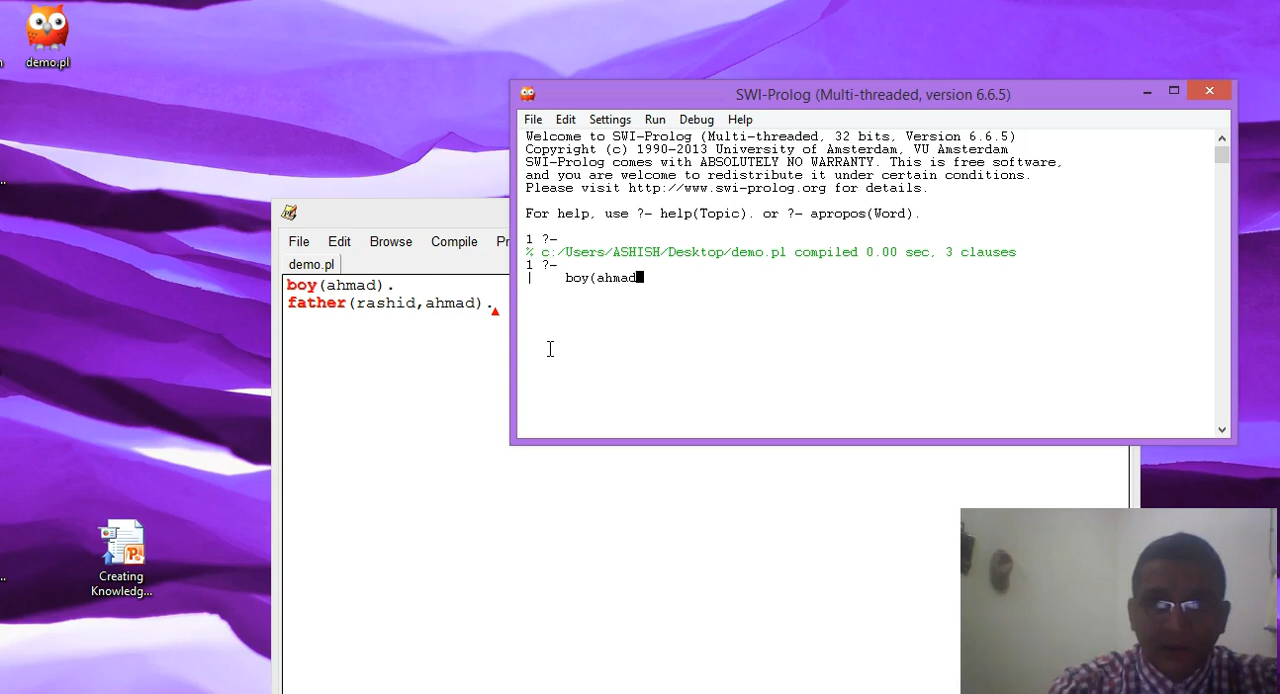 demo.pl
SWI-Prolog (Multi-threaded, version 6.6.5)
File Edit Settings Run Debug Help
Welcome to SWI-Prolog (Multi-threaded, 32 bits, Version 6.6.5)
Copyright (c) 1990-2013 University of Amsterdam, VU Amsterdam
SWI-Prolog comes with ABSOLUTELY NO WARRANTY. This is free software,
and you are welcome to redistribute it under certain conditions.
Please visit http://www.swi-prolog.org for details.
For help, use ?- help(Topic). or ?- apropos(Word).
1 ?-
% c:/Users/ASHISH/Desktop/demo.pl compiled 0.00 sec, 3 clauses
1 ?-
| boy(ahmad
File Edit Browse Compile Pr
demo.pl
boy(ahmad).
father(rashid,ahmad).
Creating
Knowledg...